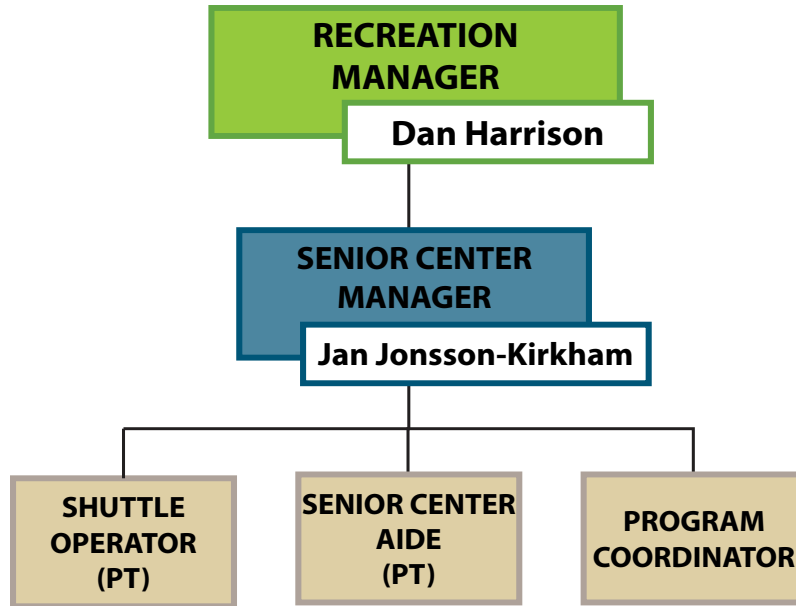 RECREATION
MANAGER
Dan Harrison
SENIOR CENTER
MANAGER
Jan Jonsson-Kirkham
SHUTTLE
OPERATOR
(PT)
SENIOR CENTER
AIDE
(PT)
PROGRAM
COORDINATOR